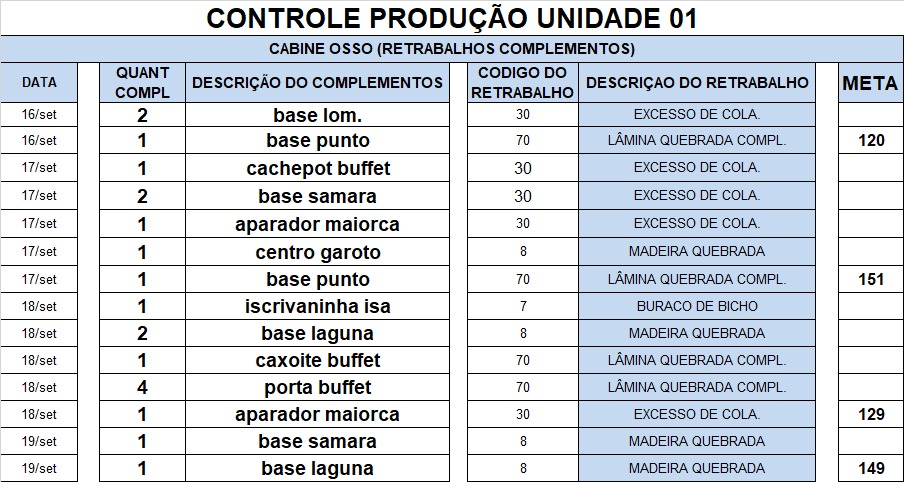 CONTROLE PRODUÇÃO UNIDADE 01
CABINE OSSO (RETRABALHOS COMPLEMENTOS)
DATA QUANT COMPL DESCRIÇÃO DO COMPLEMENTOS CODIGO DO RETRABALHO DESCRIÇAO DO RETRABALHO META
16/set 2 base lom. 30 EXCESSO DE COLA.
16/set 1 base punto 70 LÂMINA QUEBRADA COMPL. 120
17/set 1 cachepot buffet 30 EXCESSO DE COLA.
17/set 2 base samara 30 EXCESSO DE COLA.
17/set 1 aparador maiorca 30 EXCESSO DE COLA.
17/set 1 centro garoto 8 MADEIRA QUEBRADA
17/set 1 base punto 70 LÂMINA QUEBRADA COMPL. 151
18/set 1 iscrivaninha isa 7 BURACO DE BICHO
18/set 2 base laguna 8 MADEIRA QUEBRADA
18/set 1 caxoite buffet 70 LÂMINA QUEBRADA COMPL.
18/set 4 porta buffet 70 LÂMINA QUEBRADA COMPL.
18/set 1 aparador maiorca 30 EXCESSO DE COLA. 129
19/set 1 base samara 8 MADEIRA QUEBRADA
19/set 1 base laguna 8 MADEIRA QUEBRADA 149